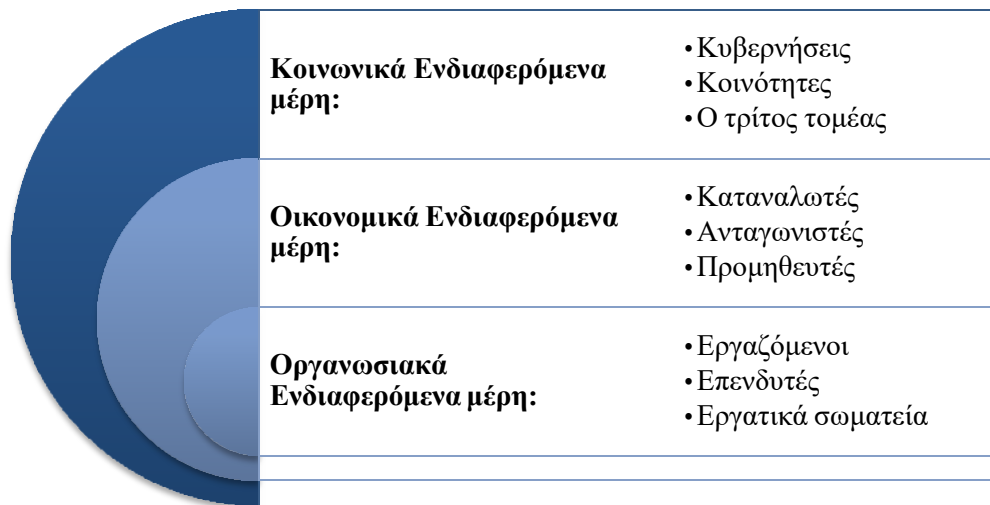 Κοινωνικά Ενδιαφερόμενα
μέρη:
• Κυβερνήσεις
• Κοινότητες
• Ο τρίτος τομέας
Οικονομικά Ενδιαφερόμενα
μέρη:
• Καταναλωτές
• Ανταγωνιστές
• Προμηθευτές
Οργανωσιακά
Ενδιαφερόμενα μέρη:
• Εργαζόμενοι
• Επενδυτές
• Εργατικά σωματεία